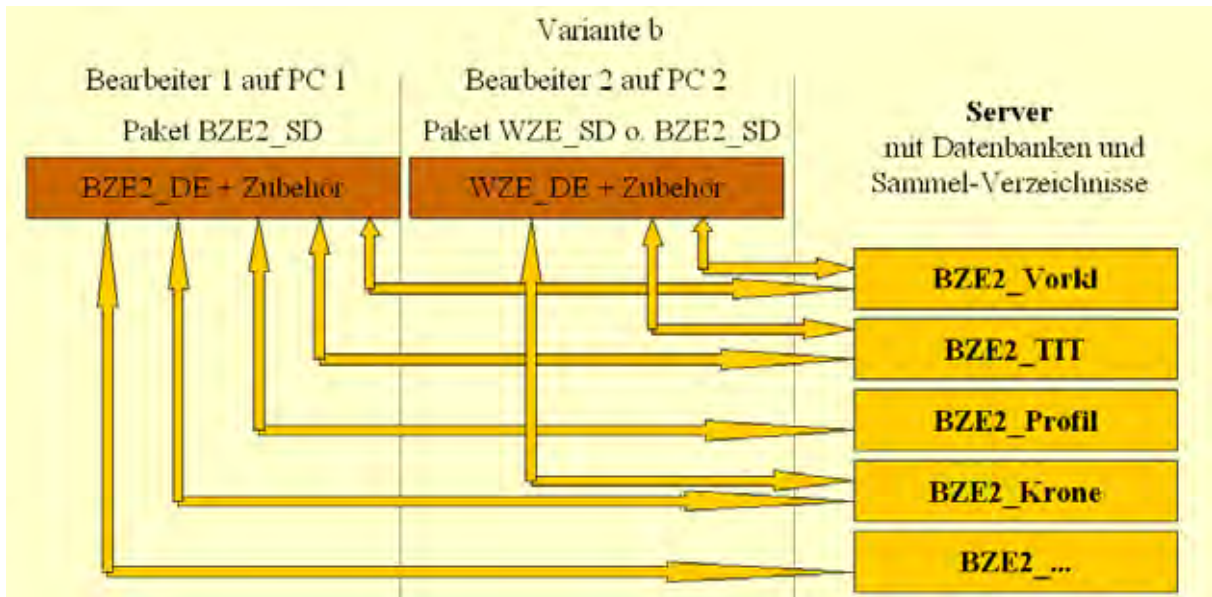 Variante b
Bearbeiter 1 auf PC 1
Bearbeiter 2 auf PC 2
Paket BZE2_SD
Paket WZE_SD o. BZE2_SD
Server
mit Datenbanken und
Sammel-Verzeichnisse
BZE2_DE + Zubehör
WZE_DE + Zubehör
BZE2_Vorkl
BZE2_TIT
BZE2_Profil
BZE2_Krone
BZE2_...